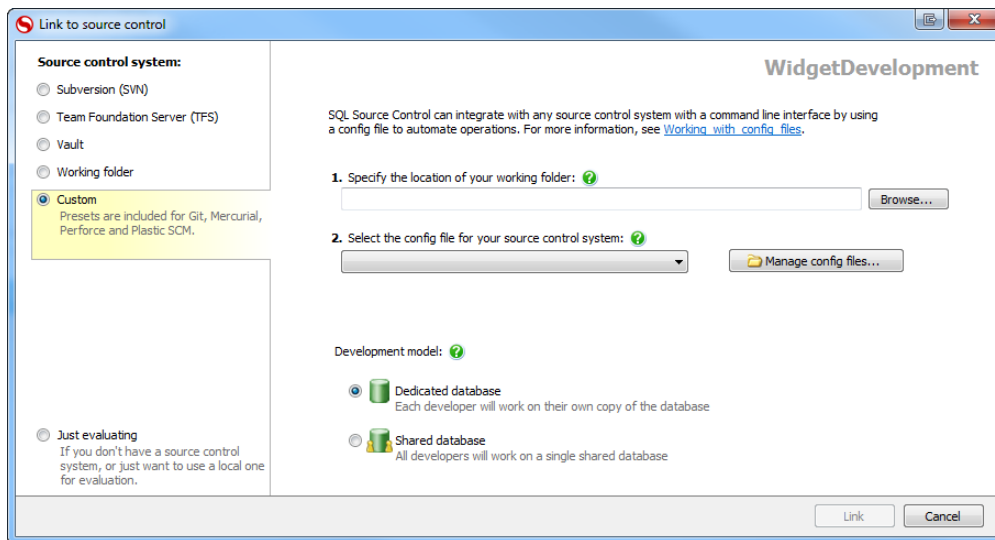 Link to source control
Source control system:
Subversion (SVN)
Team Foundation Server (TFS)
Vault
Working folder
Custom
Presets are included for Git, Mercurial,
Perforce and Plastic SCM.
Just evaluating
If you don't have a source control
system, or just want to use a local one
for evaluation.
WidgetDevelopment
SQL Source Control can integrate with any source control system with a command line interface by using
a config file to automate operations. For more information, see Working with config files.
1. Specify the location of your working folder:
Browse...
2. Select the config file for your source control system:
Manage config files...
Development model:
Dedicated database
Each developer will work on their own copy of the database
Shared database
All developers will work on a single shared database
Link
Cancel